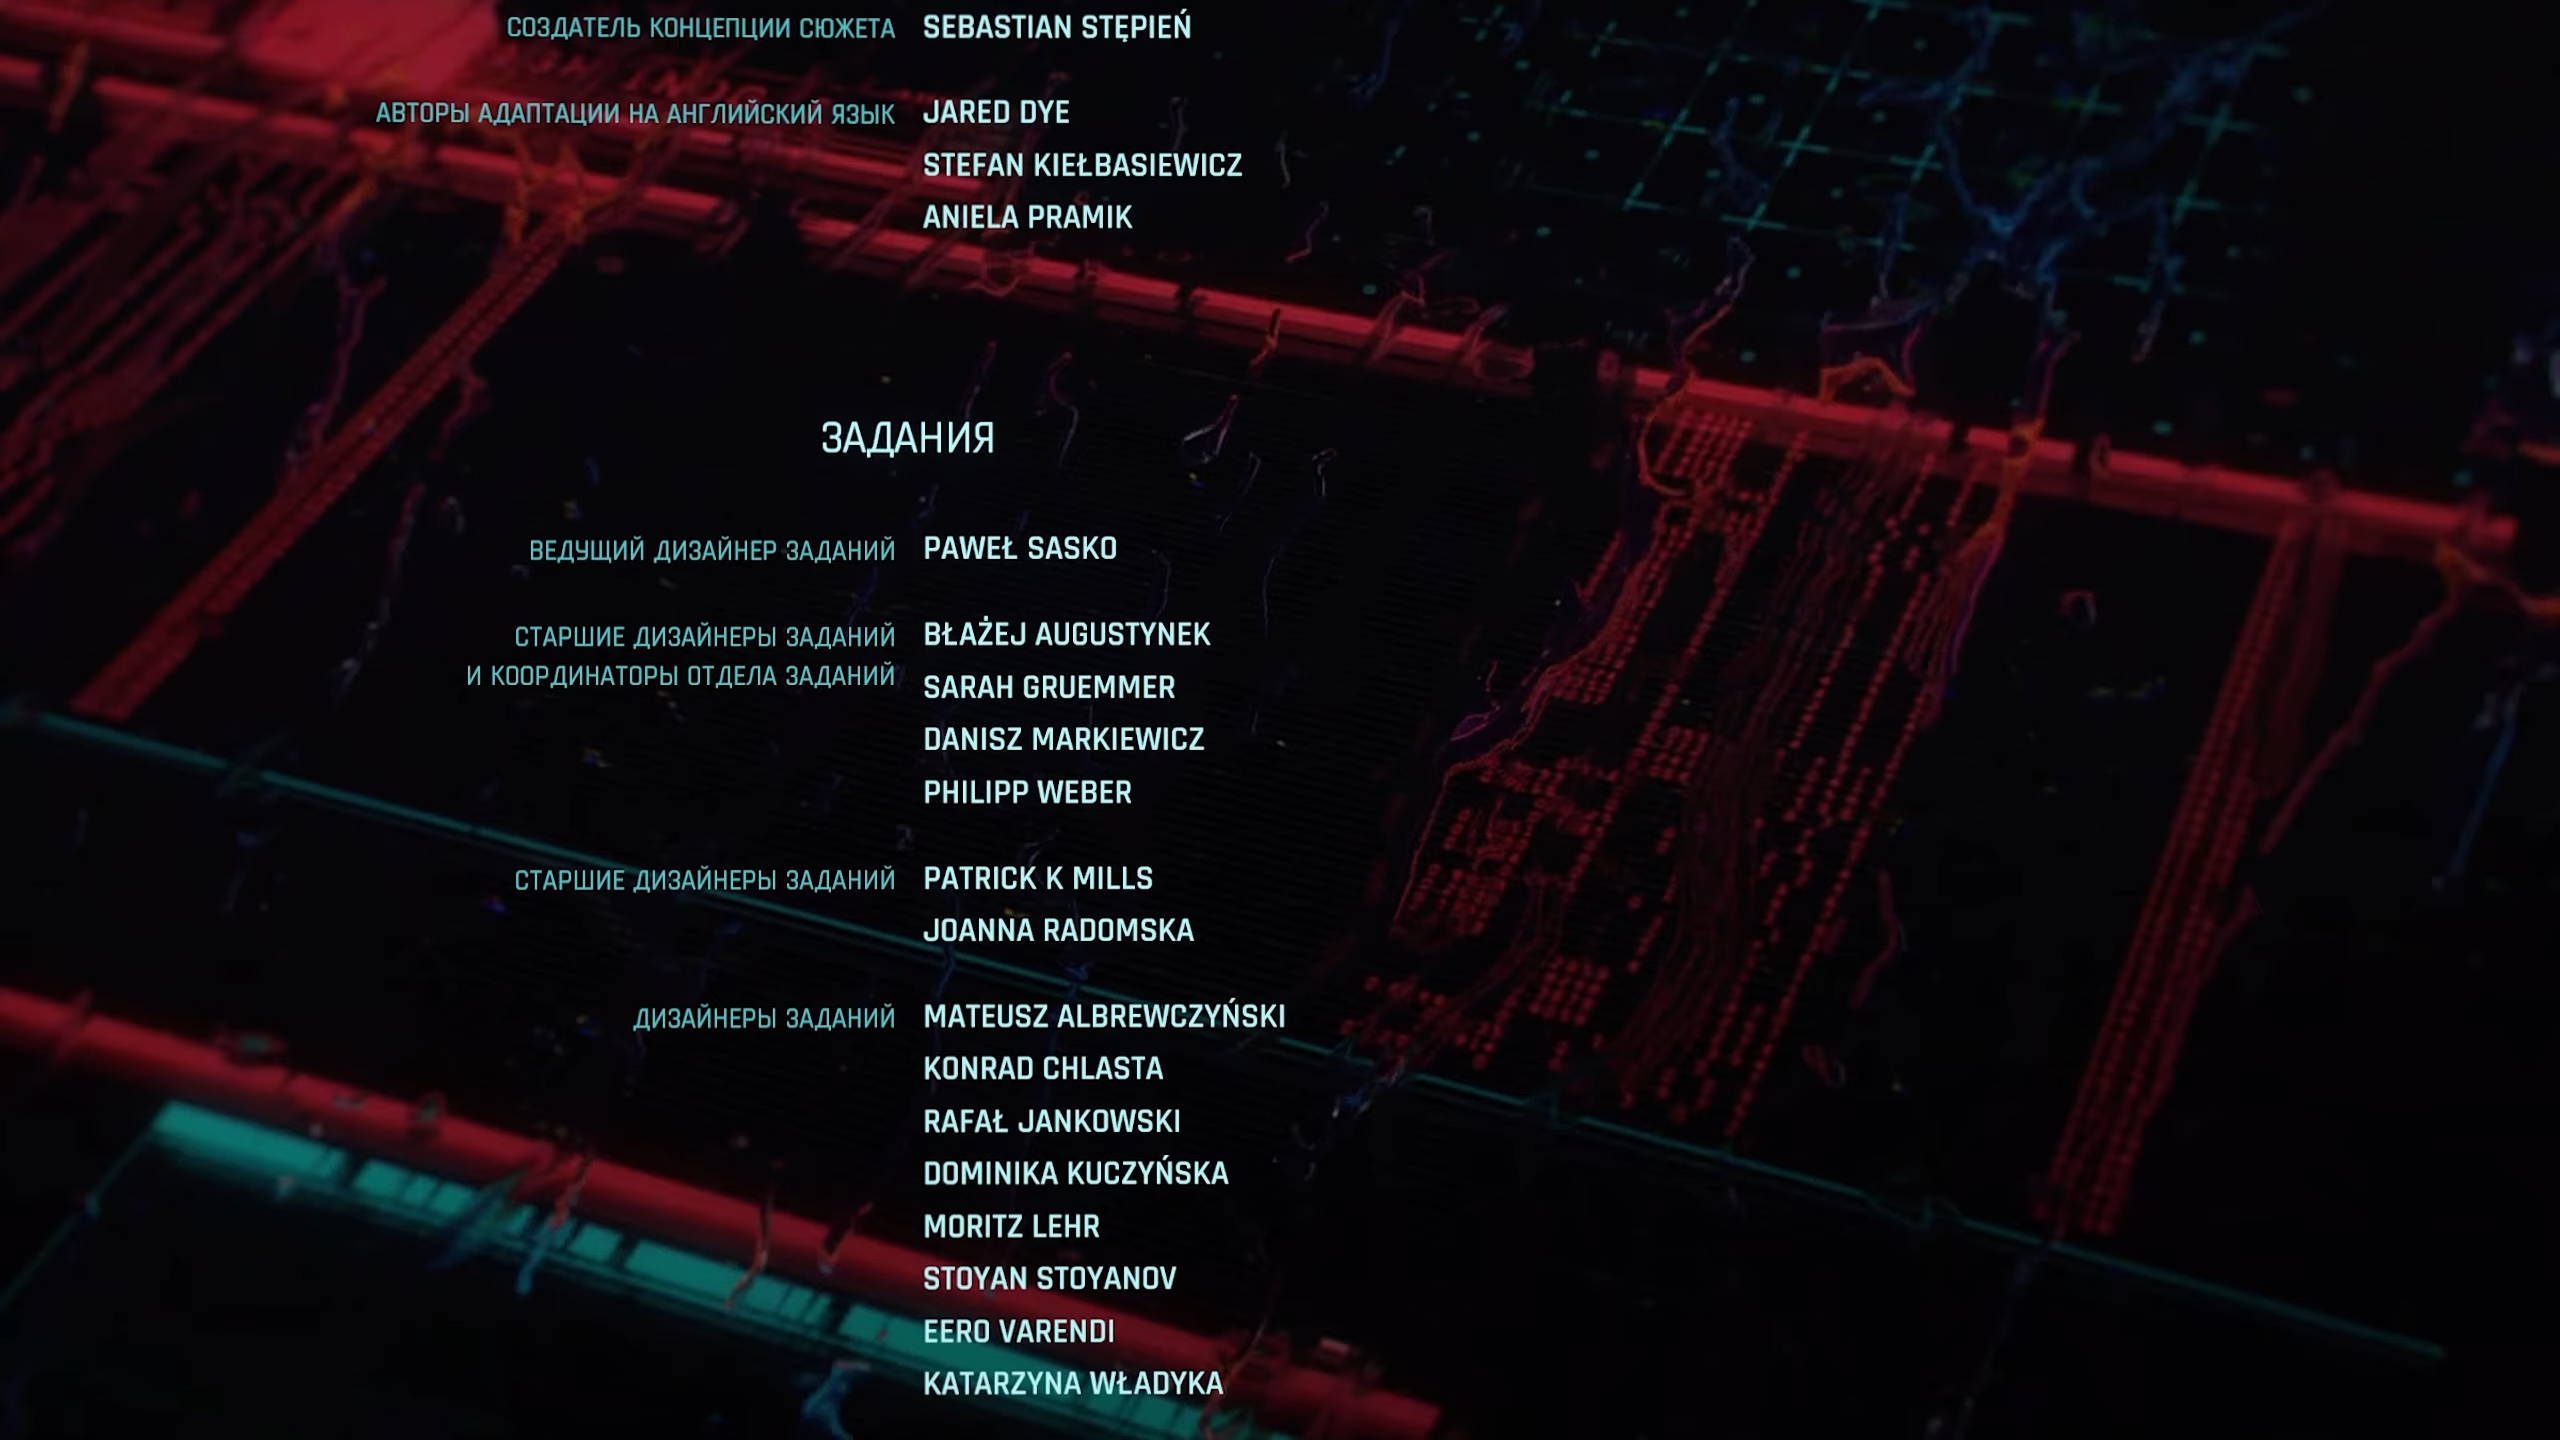 СОЗДАТЕЛЬ КОНЦЕПЦИИ СЮЖЕТА SEBASTIAN STĘPIEŃ
АВТОРЫ АДАПТАЦИИ НА АНГЛИЙСКИЙ ЯЗЫК JARED DYE
STEFAN KIEŁBASIEWICZ
ANIELA PRAMIK
ЗАДАНИЯ
ВЕДУЩИЙ ДИЗАЙНЕР ЗАДАНИЙ PAWEŁ SASKO
СТАРШИЕ ДИЗАЙНЕРЫ ЗАДАНИЙ BŁAŻEJ AUGUSTYNEK
И КООРДИНАТОРЫ ОТДЕЛА ЗАДАНИЙ SARAH GRUEMMER
DANISZ MARKIEWICZ
PHILIPP WEBER
СТАРШИЕ ДИЗАЙНЕРЫ ЗАДАНИЙ PATRICK K MILLS
JOANNA RADOMSKA
ДИЗАЙНЕРЫ ЗАДАНИЙ MATEUSZ ALBREWCZYŃSKI
KONRAD CHLASTA
RAFAŁ JANKOWSKI
DOMINIKA KUCZYŃSKA
MORITZ LEHR
STOYAN STOYANOV
EERO VARENDI
KATARZYNA WŁADYKA